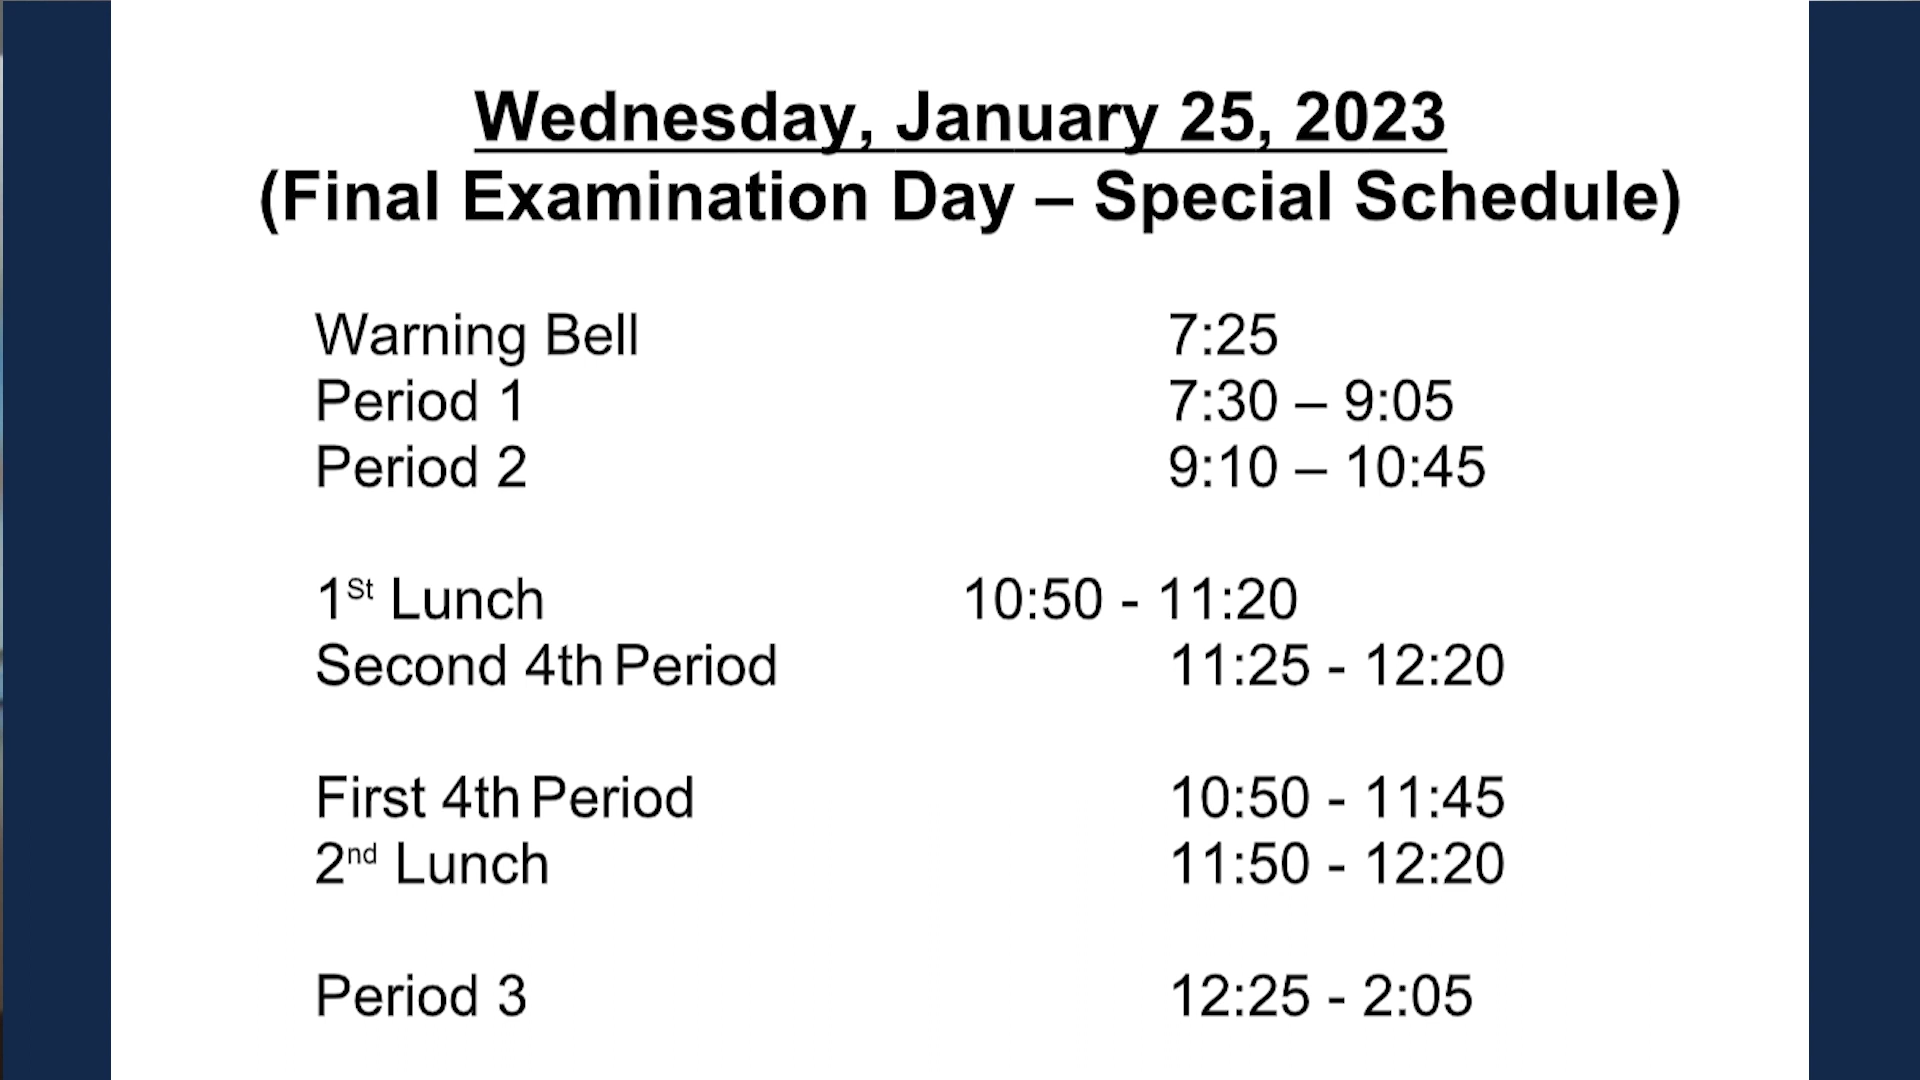 Wednesday, January 25, 2023
(Final Examination Day – Special Schedule)
Warning Bell 7:25
Period 1 7:30 – 9:05
Period 2 9:10 – 10:45
1St Lunch 10:50 - 11:20
Second 4th Period 11:25 - 12:20
First 4th Period 10:50 - 11:45
2nd Lunch 11:50 - 12:20
Period 3 12:25 - 2:05